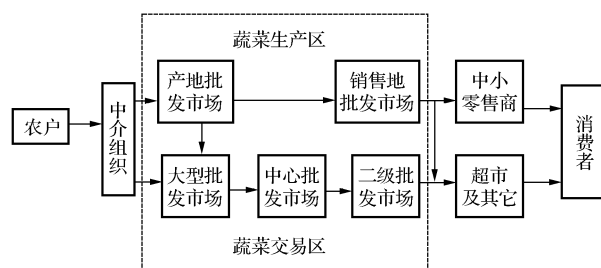 蔬菜生产区
农户
中介组织
产地批
发市场
销售地
批发市场
中小
零售商
大型批
发市场
中心批
发市场
二级批
发市场
超市
及其它
消费者
蔬菜交易区